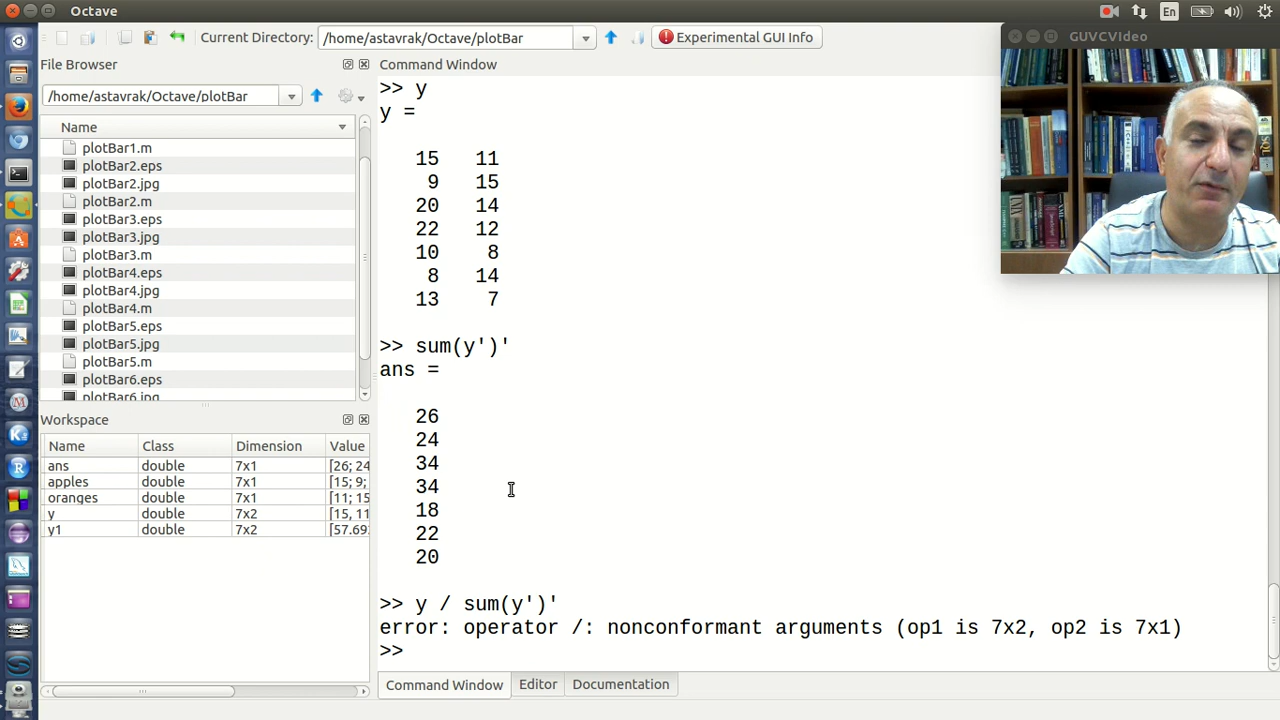 Octave
En
Current Directory: /home/astavrak/Octave/plotBar Experimental GUI Info
GUVCVIdeo
File Browser
Command Window
/home/astavrak/Octave/plotBar
Name
plotBar1.m
plotBar2.eps
plotBar2.jpg
plotBar2.m
plotBar3.eps
plotBar3.jpg
plotBar3.m
plotBar4.eps
plotBar4.jpg
plotBar4.m
plotBar5.eps
plotBar5.jpg
plotBar5.m
plotBar6.eps
plotBar6.jpg
Workspace
Name Class Dimension Value
ans double 7x1 [26; 24
apples double 7x1 [15; 9;
oranges double 7x1 [11; 15
y double 7x2 [15, 11
y1 double 7x2 [57.69
>> y
y =
15 11
9 15
20 14
22 12
10 8
8 14
13 7
>> sum(y')'
ans =
26
24
34
34
18
22
20
>> y / sum(y')'
error: operator /: nonconformant arguments (op1 is 7x2, op2 is 7x1)
>>
Command Window Editor Documentation